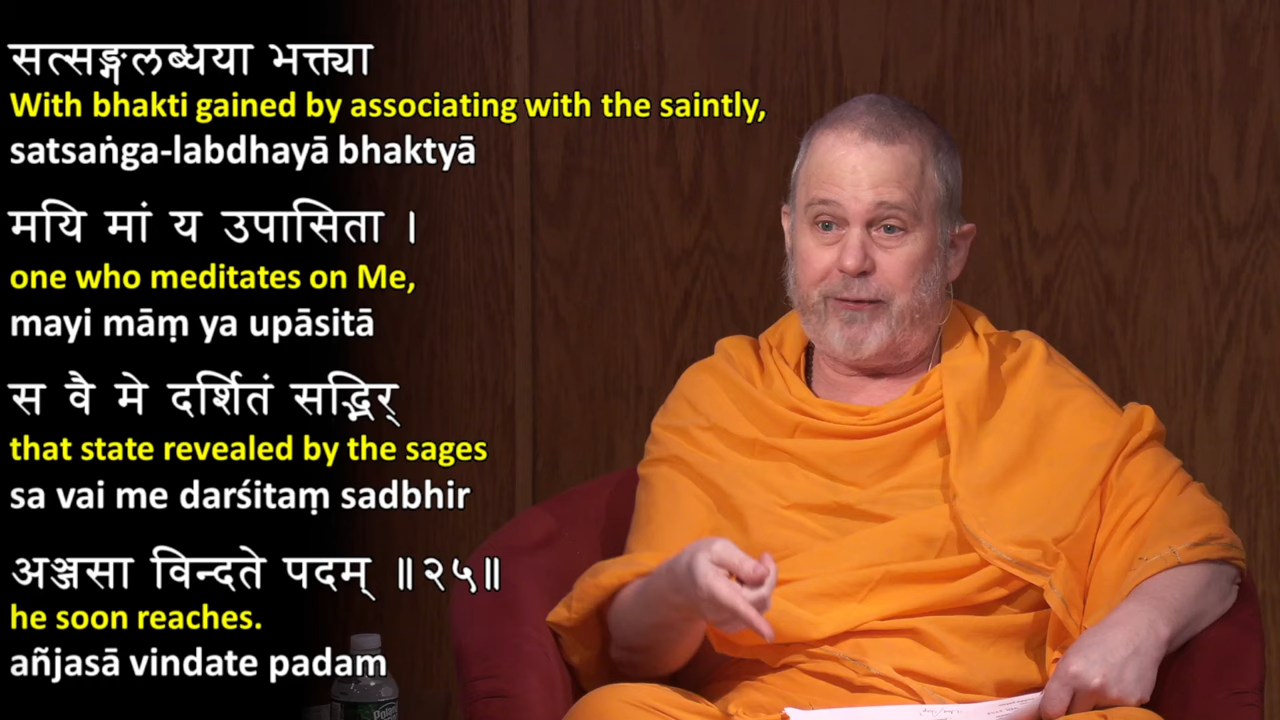 सत्सङ्गलब्धया भक्त्या
With bhakti gained by associating with the saintly,
satsaṅga-labdhayā bhaktyā
मयि मां य उपासिता ।
one who meditates on Me,
mayi māṃ ya upāsitā
स वै मे दर्शितं सद्भिर्
that state revealed by the sages
sa vai me darśitaṃ sadbhir
अञ्जसा विन्दते पदम् ॥२५॥
he soon reaches.
añjasā vindate padam